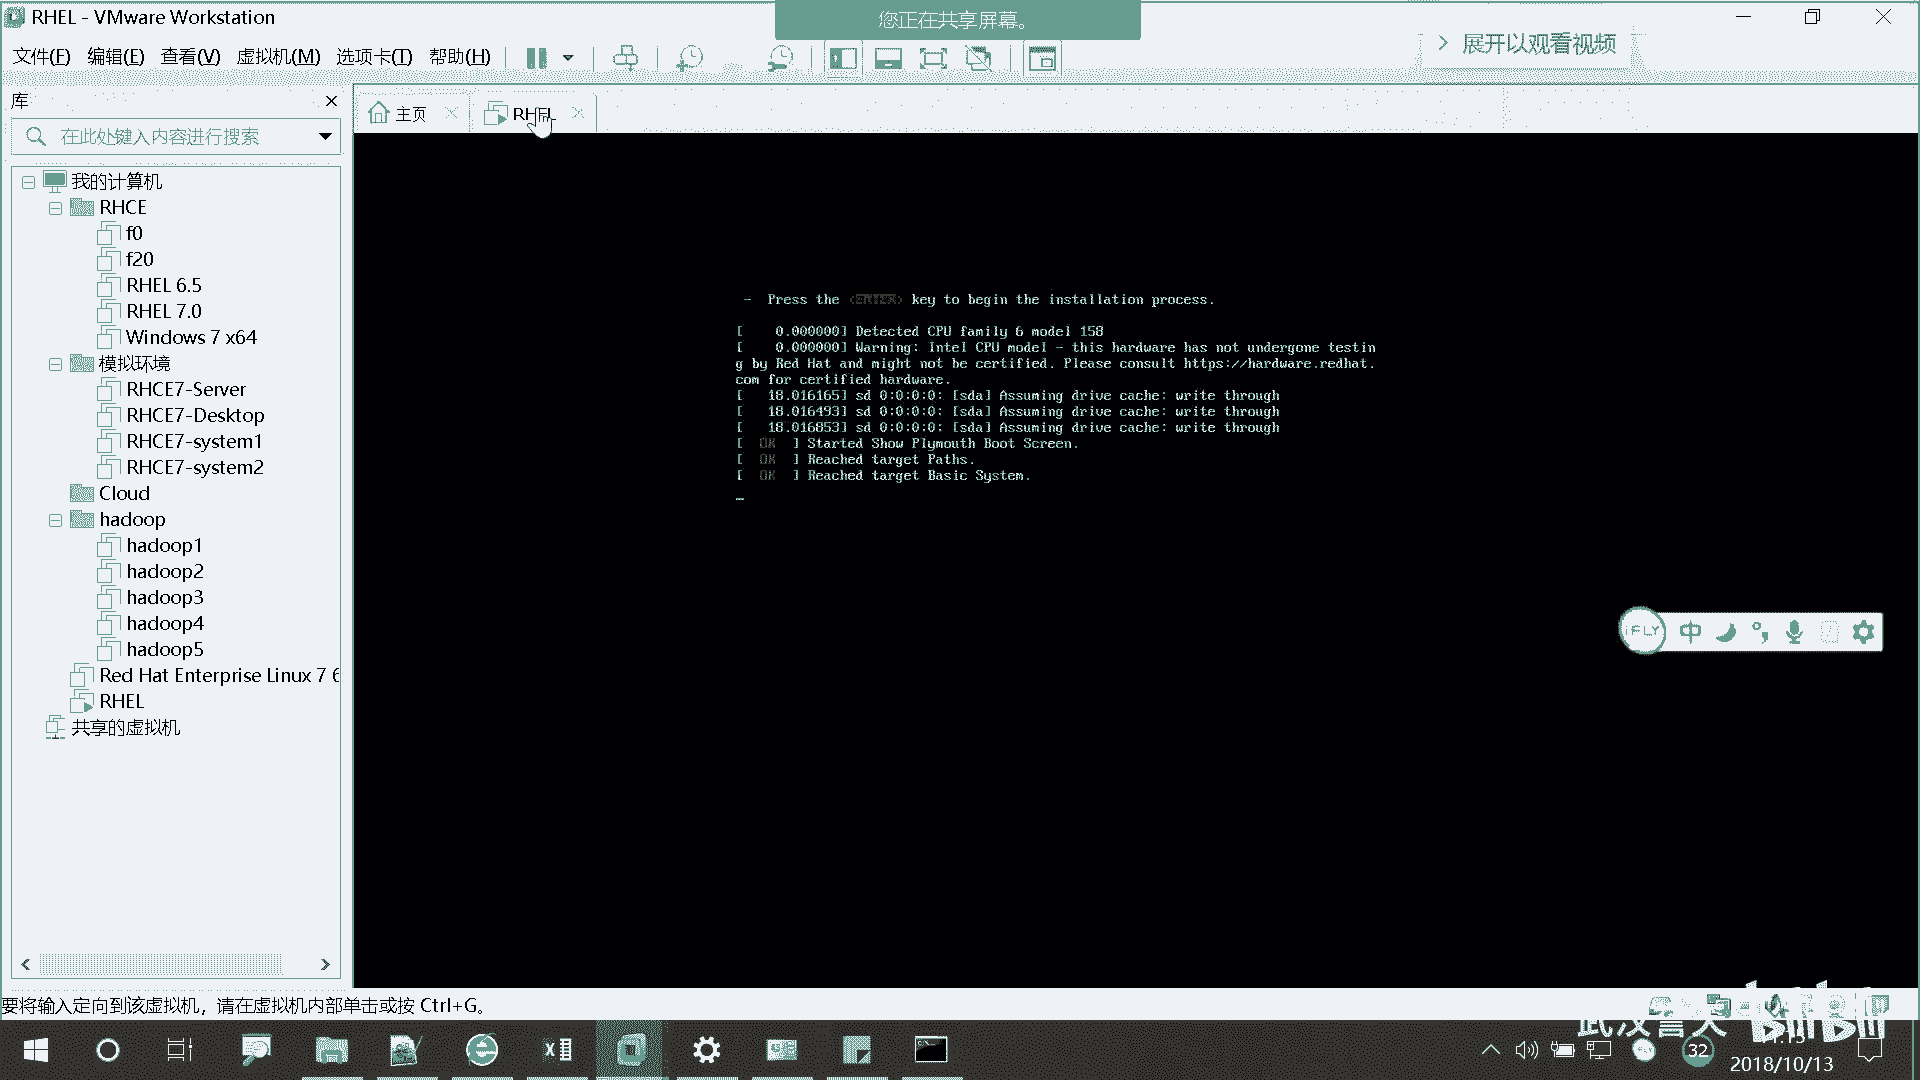 RHEL - VMware Workstation
您正在共享屏幕。
文件(F) 编辑(E) 查看(V) 虚拟机(M) 选项卡(T) 帮助(H)
展开以观看视频
库
主页
在此处键入内容进行搜索
我的计算机
RHCE
f0
f20
RHEL 6.5
RHEL 7.0
Windows 7 x64
模拟环境
RHCE7-Server
RHCE7-Desktop
RHCE7-system1
RHCE7-system2
Cloud
hadoop
hadoop1
hadoop2
hadoop3
hadoop4
hadoop5
Red Hat Enterprise Linux 7 6
RHEL
共享的虚拟机
- Press the <ENTER> key to begin the installation process.
[ 0.000000] Detected CPU family 6 model 158
[ 0.000000] Warning: Intel CPU model - this hardware has not undergone testin
g by Red Hat and might not be certified. Please consult https://hardware.redhat.
com for certified hardware.
[ 18.016165] sd 0:0:0:0: [sda] Assuming drive cache: write through
[ 18.016493] sd 0:0:0:0: [sda] Assuming drive cache: write through
[ 18.016853] sd 0:0:0:0: [sda] Assuming drive cache: write through
[ OK ] Started Show Plymouth Boot Screen.
[ OK ] Reached target Paths.
[ OK ] Reached target Basic System.
iFLY 中
要将输入定向到该虚拟机，请在虚拟机内部单击或按 Ctrl+G。
bilibili
32
2018/10/13